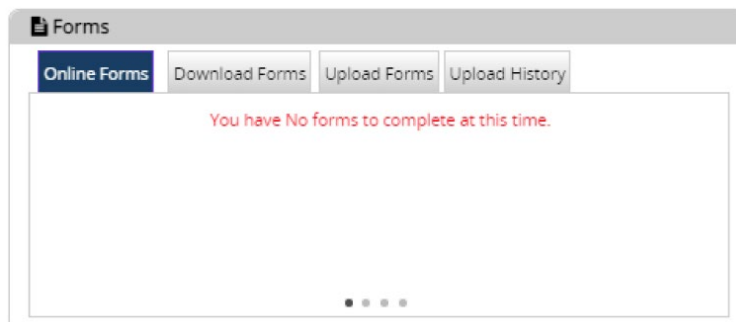 Forms
Online Forms Download Forms Upload Forms Upload History
You have No forms to complete at this time.